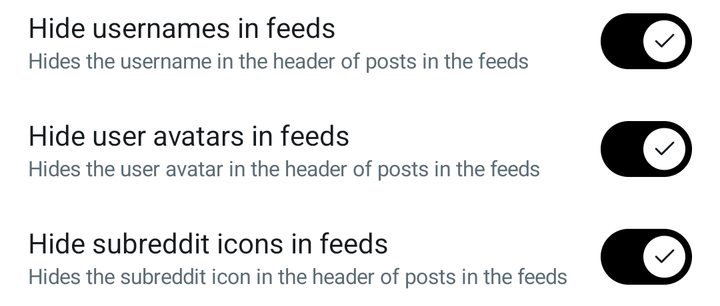 Hide usernames in feeds
Hides the username in the header of posts in the feeds
Hide user avatars in feeds
Hides the user avatar in the header of posts in the feeds
Hide subreddit icons in feeds
Hides the subreddit icon in the header of posts in the feeds